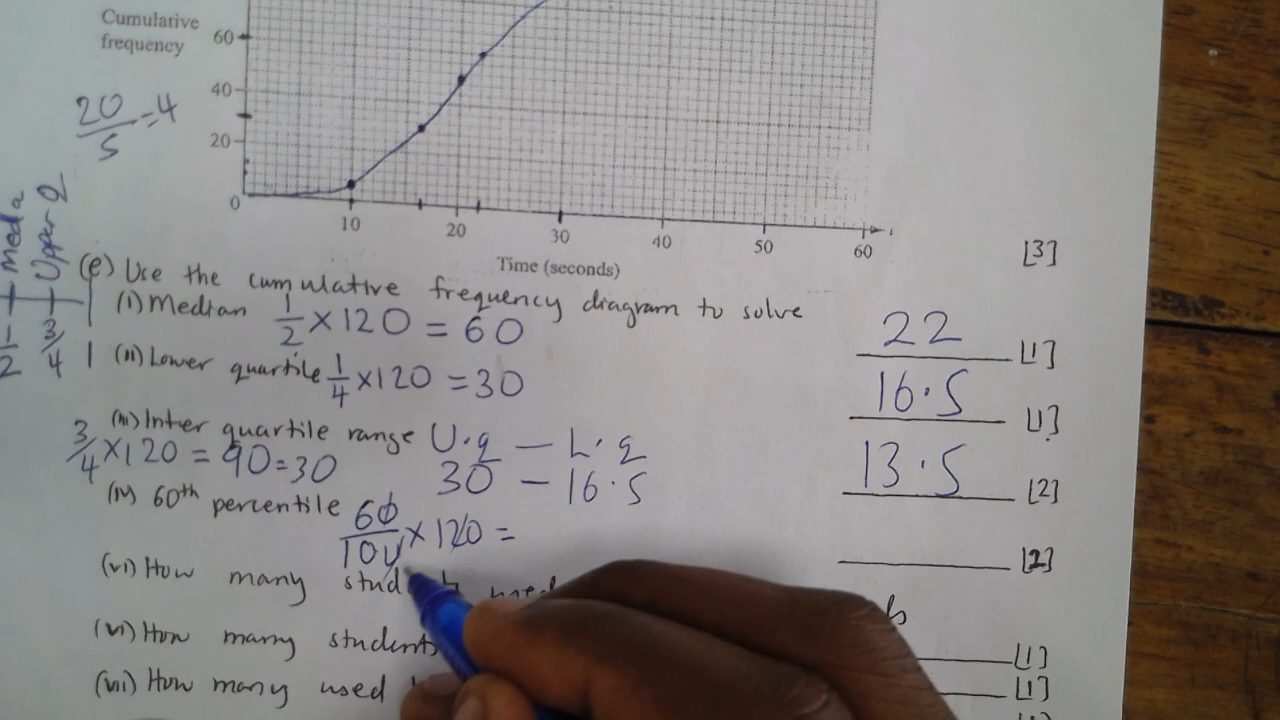 Cumulative
frequency
60
40
20
0
20/5 = 4
10 20 30 40 50 60
Time (seconds)
[3]
1/2 → meda
3/4 → Upper Q
(e) Use the cumulative frequency diagram to solve
(i) Median 1/2 × 120 = 60 22 [1]
(ii) Lower quartile 1/4 × 120 = 30 16.5 [1]
(iii) Inter quartile range U.q — L.q
3/4 × 120 = 90 = 30 30 — 16.5 13.5 [2]
(iv) 60th percentile 60/100 × 120 = [2]
(vi) How many used
(vi) How many students [1]
(vii) How many used [1]